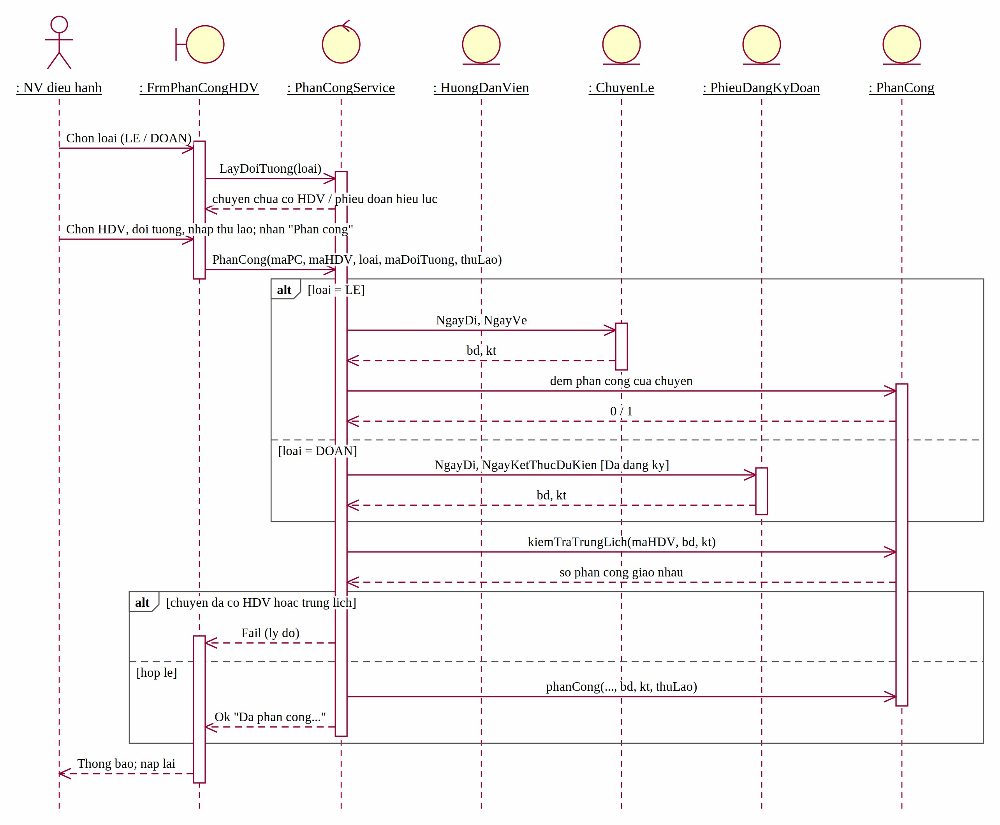 : NV dieu hanh
: FrmPhanCongHDV
: PhanCongService
: HuongDanVien
: ChuyenLe
: PhieuDangKyDoan
: PhanCong
Chon loai (LE / DOAN)
LayDoiTuong(loai)
chuyen chua co HDV / phieu doan hieu luc
Chon HDV, doi tuong, nhap thu lao; nhan "Phan cong"
PhanCong(maPC, maHDV, loai, maDoiTuong, thuLao)
alt [loai = LE]
NgayDi, NgayVe
bd, kt
dem phan cong cua chuyen
0 / 1
[loai = DOAN]
NgayDi, NgayKetThucDuKien [Da dang ky]
bd, kt
kiemTraTrungLich(maHDV, bd, kt)
so phan cong giao nhau
alt [chuyen da co HDV hoac trung lich]
Fail (ly do)
[hop le]
phanCong(..., bd, kt, thuLao)
Ok "Da phan cong..."
Thong bao; nap lai